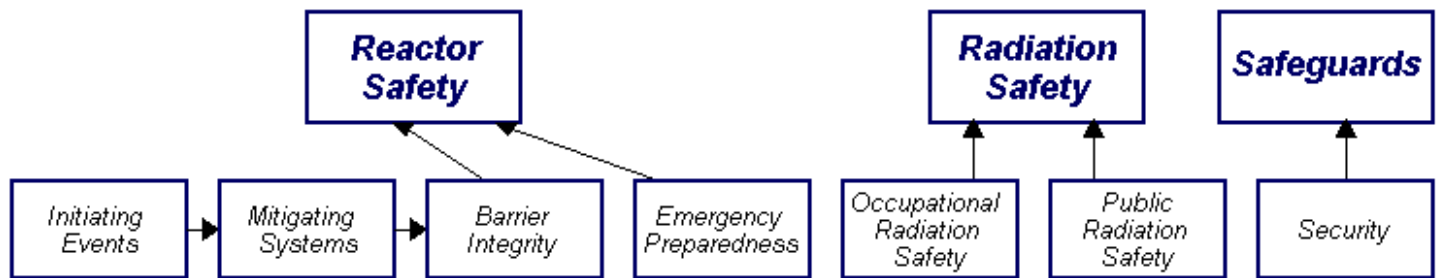 Reactor
Safety
Radiation
Safety
Safeguards
Initiating
Events
Mitigating
Systems
Barrier
Integrity
Emergency
Preparedness
Occupational
Radiation
Safety
Public
Radiation
Safety
Security